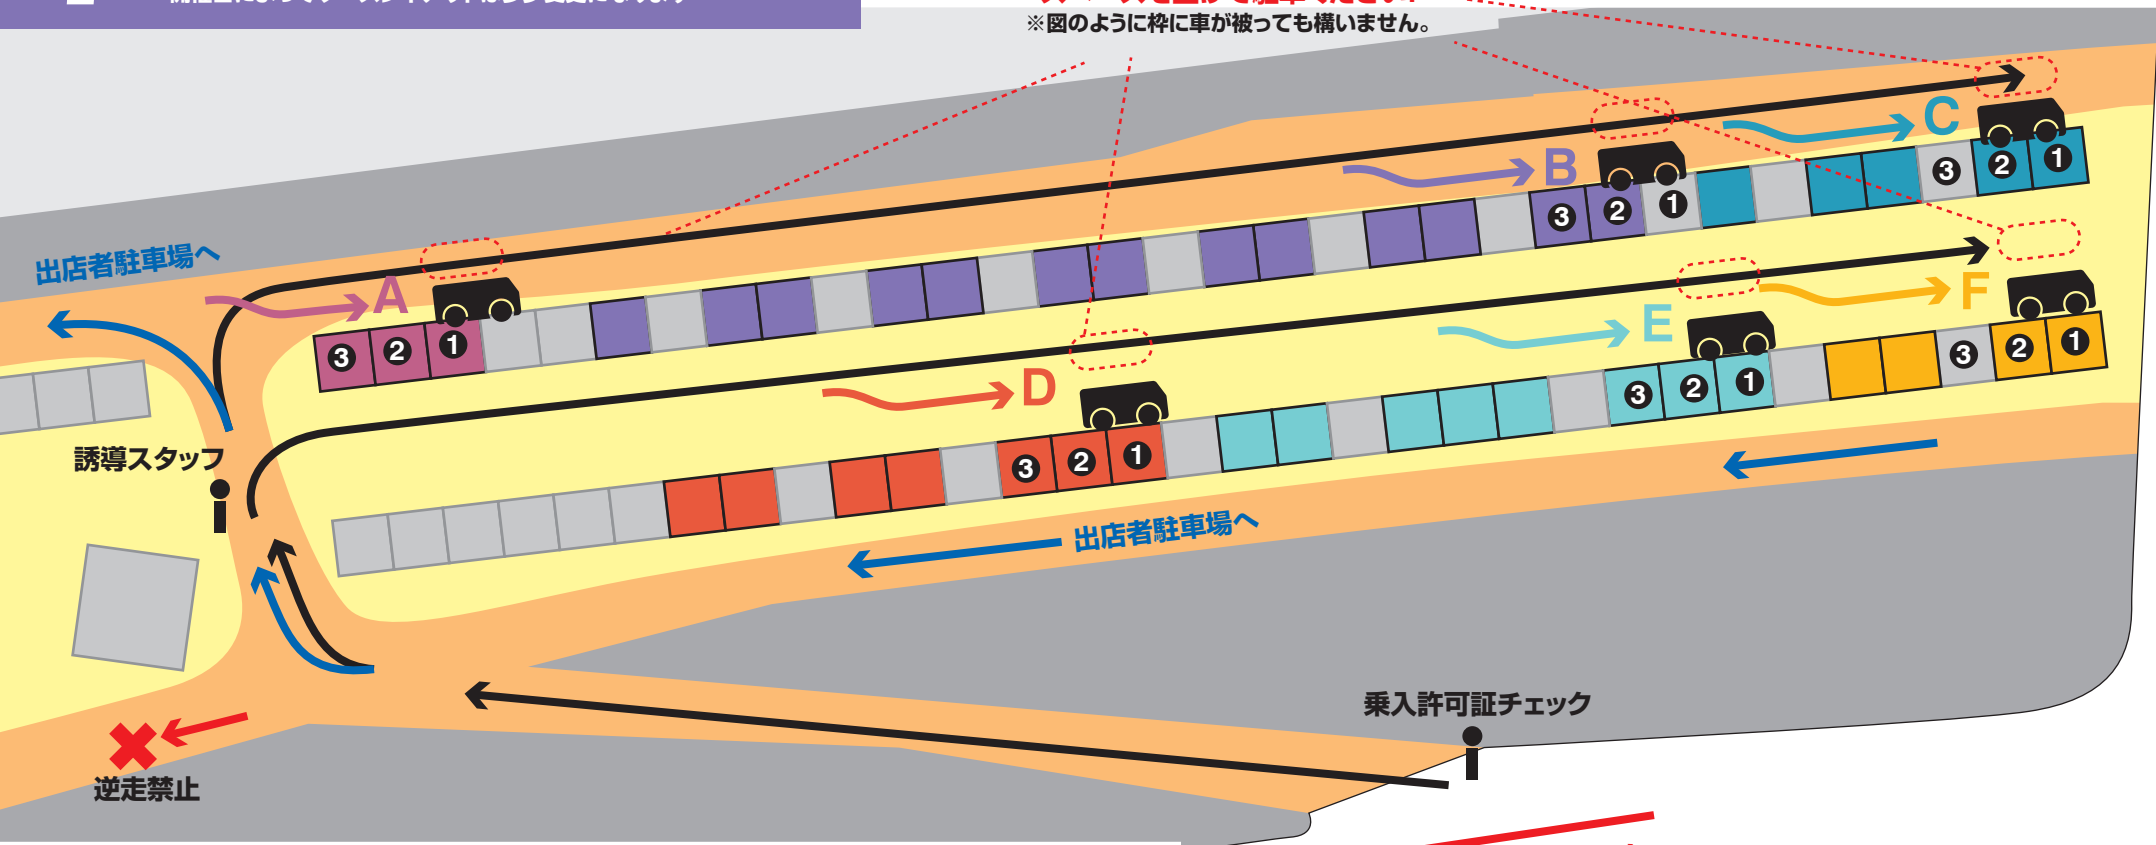 ※図のように枠に車が被っても構いません。
C
B
3 2 1
3 2 1
出店者駐車場へ
A
3 2 1
F
E
3 2 1
D
3 2 1
3 2 1
誘導スタッフ
出店者駐車場へ
乗入許可証チェック
逆走禁止